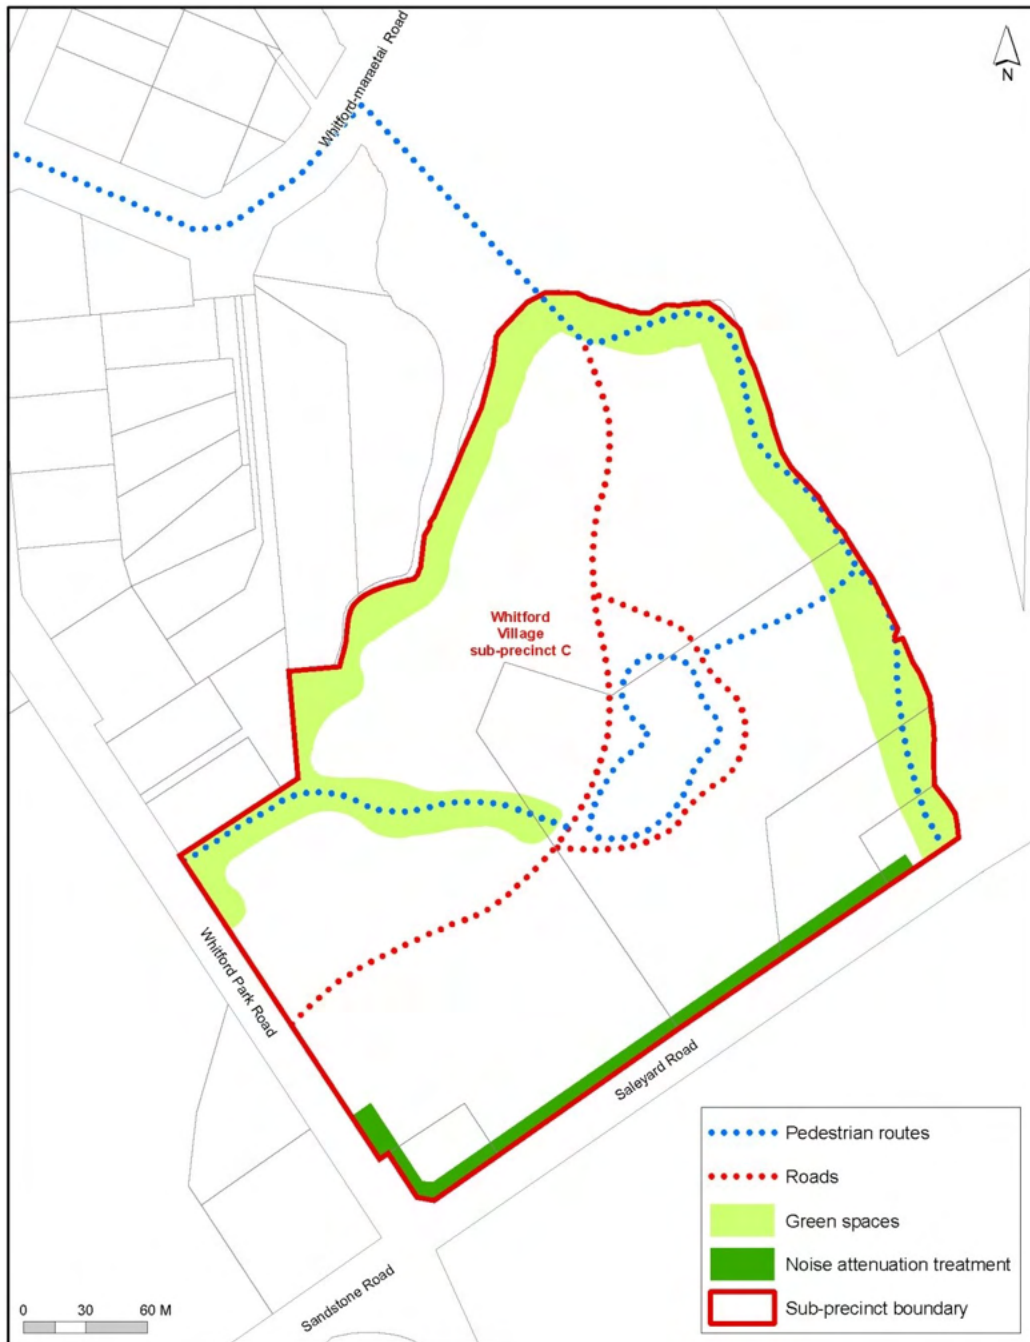 Whitford-maraetai Road
N
Whitford
Village
sub-precinct C
Whitford Park Road
Saleyard Road
Sandstone Road
Pedestrian routes
Roads
Green spaces
Noise attenuation treatment
Sub-precinct boundary
0 30 60 M